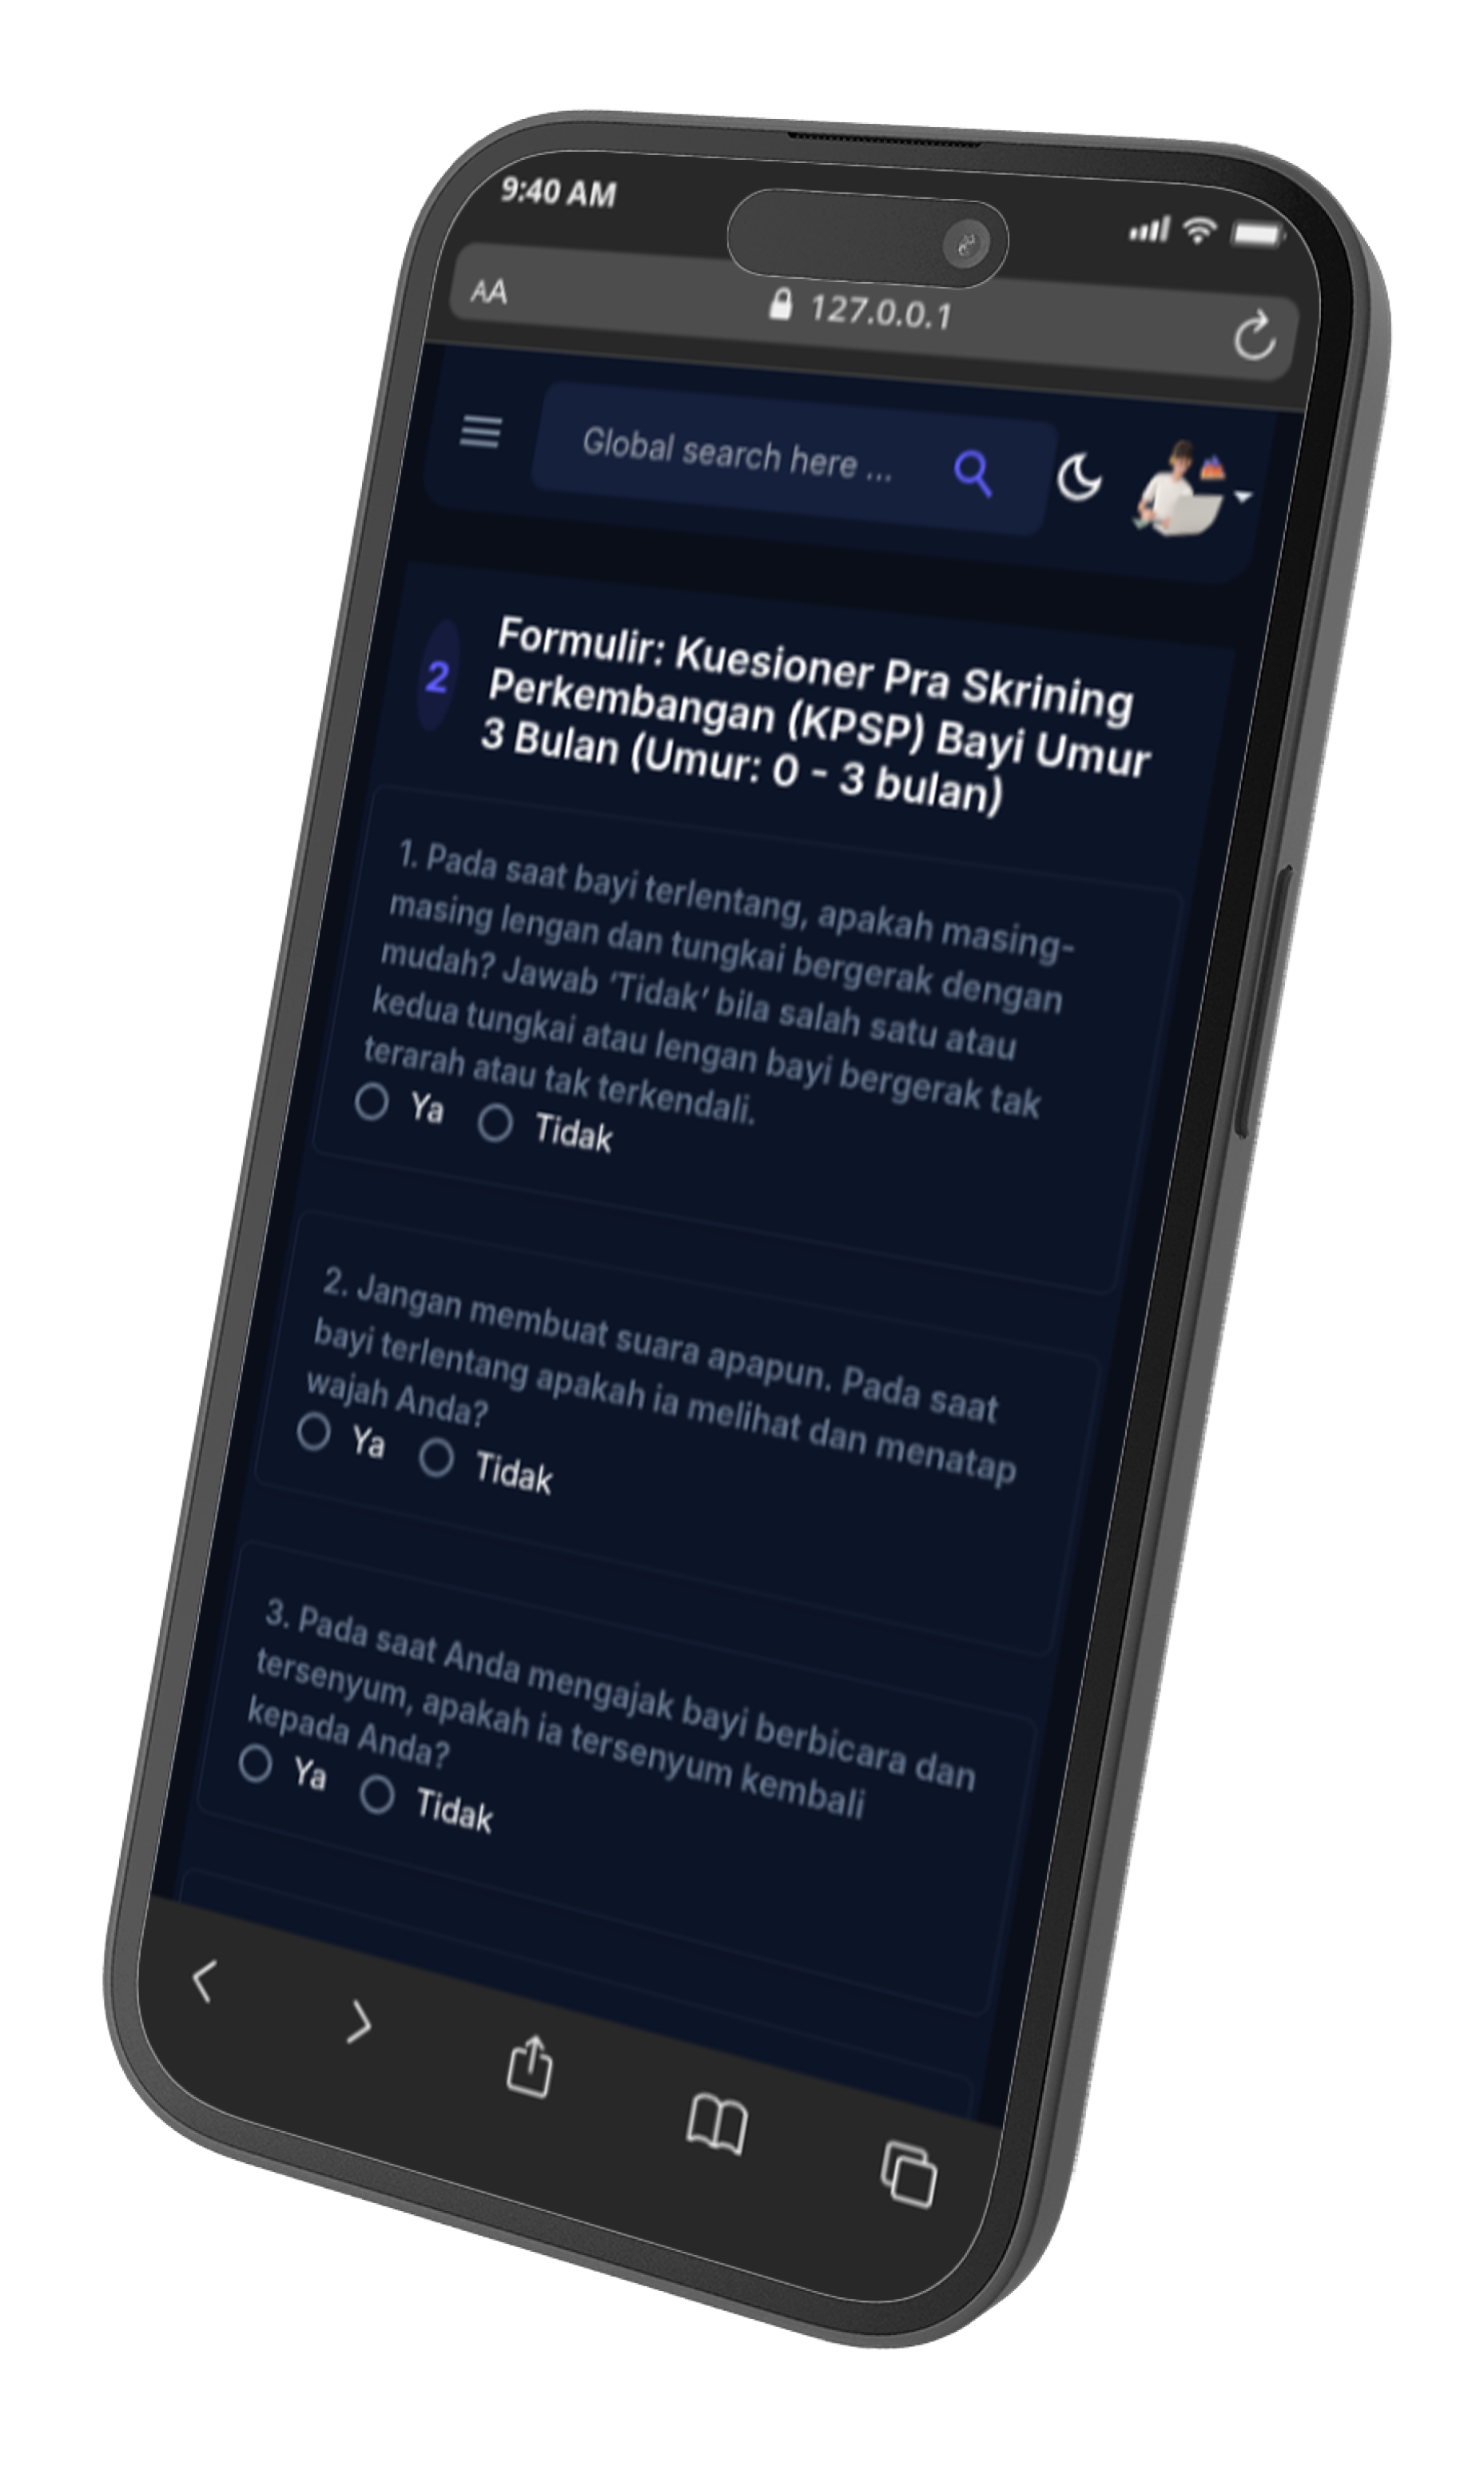 9:40 AM
AA
127.0.0.1
Global search here ...
2
Formulir: Kuesioner Pra Skrining
Perkembangan (KPSP) Bayi Umur
3 Bulan (Umur: 0 - 3 bulan)
1. Pada saat bayi terlentang, apakah masing-
masing lengan dan tungkai bergerak dengan
mudah? Jawab 'Tidak' bila salah satu atau
kedua tungkai atau lengan bayi bergerak tak
terarah atau tak terkendali.
Ya Tidak
2. Jangan membuat suara apapun. Pada saat
bayi terlentang apakah ia melihat dan menatap
wajah Anda?
Ya Tidak
3. Pada saat Anda mengajak bayi berbicara dan
tersenyum, apakah ia tersenyum kembali
kepada Anda?
Ya Tidak